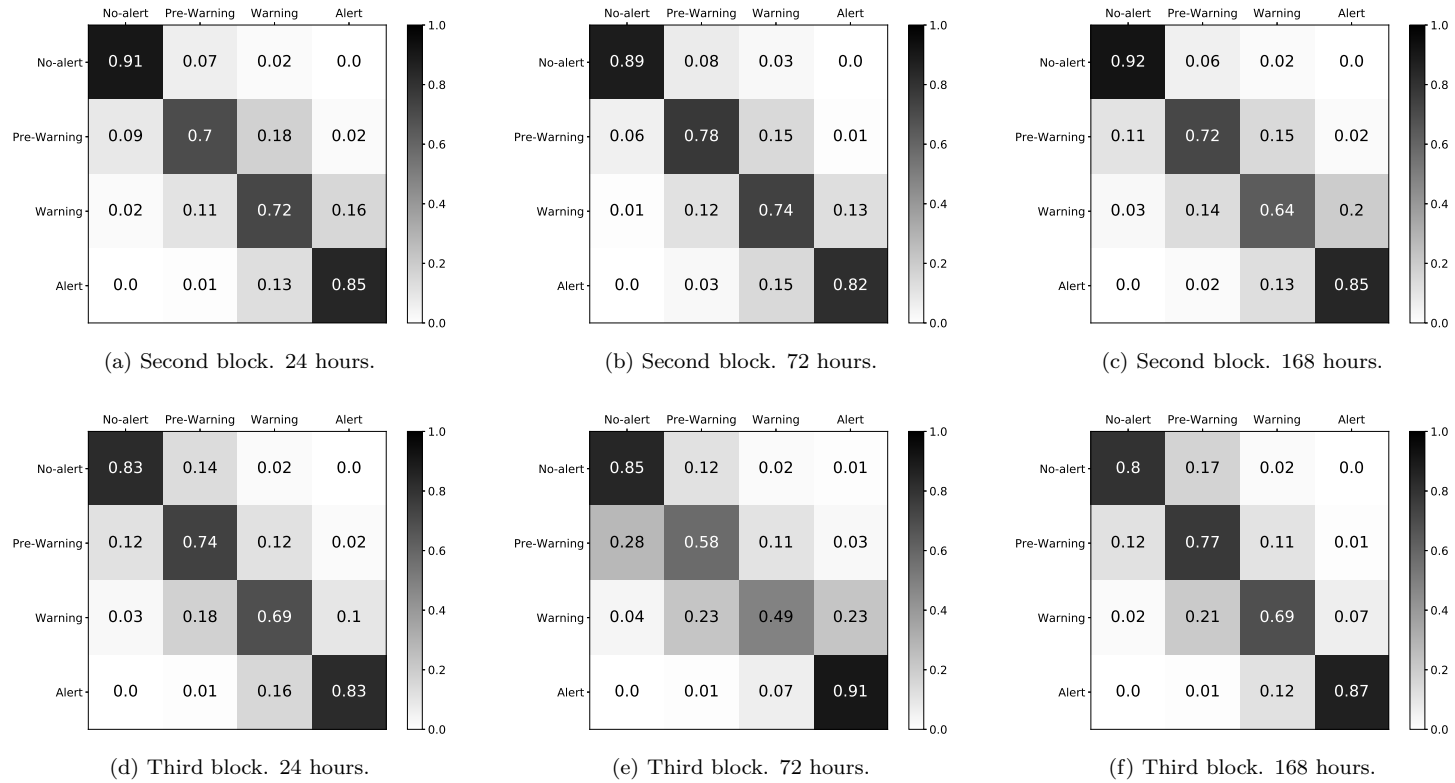 No-alert Pre-Warning Warning Alert
No-alert 0.91 0.07 0.02 0.0
Pre-Warning 0.09 0.7 0.18 0.02
Warning 0.02 0.11 0.72 0.16
Alert 0.0 0.01 0.13 0.85
1.0
0.8
0.6
0.4
0.2
0.0
(a) Second block. 24 hours.
No-alert Pre-Warning Warning Alert
No-alert 0.89 0.08 0.03 0.0
Pre-Warning 0.06 0.78 0.15 0.01
Warning 0.01 0.12 0.74 0.13
Alert 0.0 0.03 0.15 0.82
1.0
0.8
0.6
0.4
0.2
0.0
(b) Second block. 72 hours.
No-alert Pre-Warning Warning Alert
No-alert 0.92 0.06 0.02 0.0
Pre-Warning 0.11 0.72 0.15 0.02
Warning 0.03 0.14 0.64 0.2
Alert 0.0 0.02 0.13 0.85
1.0
0.8
0.6
0.4
0.2
0.0
(c) Second block. 168 hours.
No-alert Pre-Warning Warning Alert
No-alert 0.83 0.14 0.02 0.0
Pre-Warning 0.12 0.74 0.12 0.02
Warning 0.03 0.18 0.69 0.1
Alert 0.0 0.01 0.16 0.83
1.0
0.8
0.6
0.4
0.2
0.0
(d) Third block. 24 hours.
No-alert Pre-Warning Warning Alert
No-alert 0.85 0.12 0.02 0.01
Pre-Warning 0.28 0.58 0.11 0.03
Warning 0.04 0.23 0.49 0.23
Alert 0.0 0.01 0.07 0.91
1.0
0.8
0.6
0.4
0.2
0.0
(e) Third block. 72 hours.
No-alert Pre-Warning Warning Alert
No-alert 0.8 0.17 0.02 0.0
Pre-Warning 0.12 0.77 0.11 0.01
Warning 0.02 0.21 0.69 0.07
Alert 0.0 0.01 0.12 0.87
1.0
0.8
0.6
0.4
0.2
0.0
(f) Third block. 168 hours.